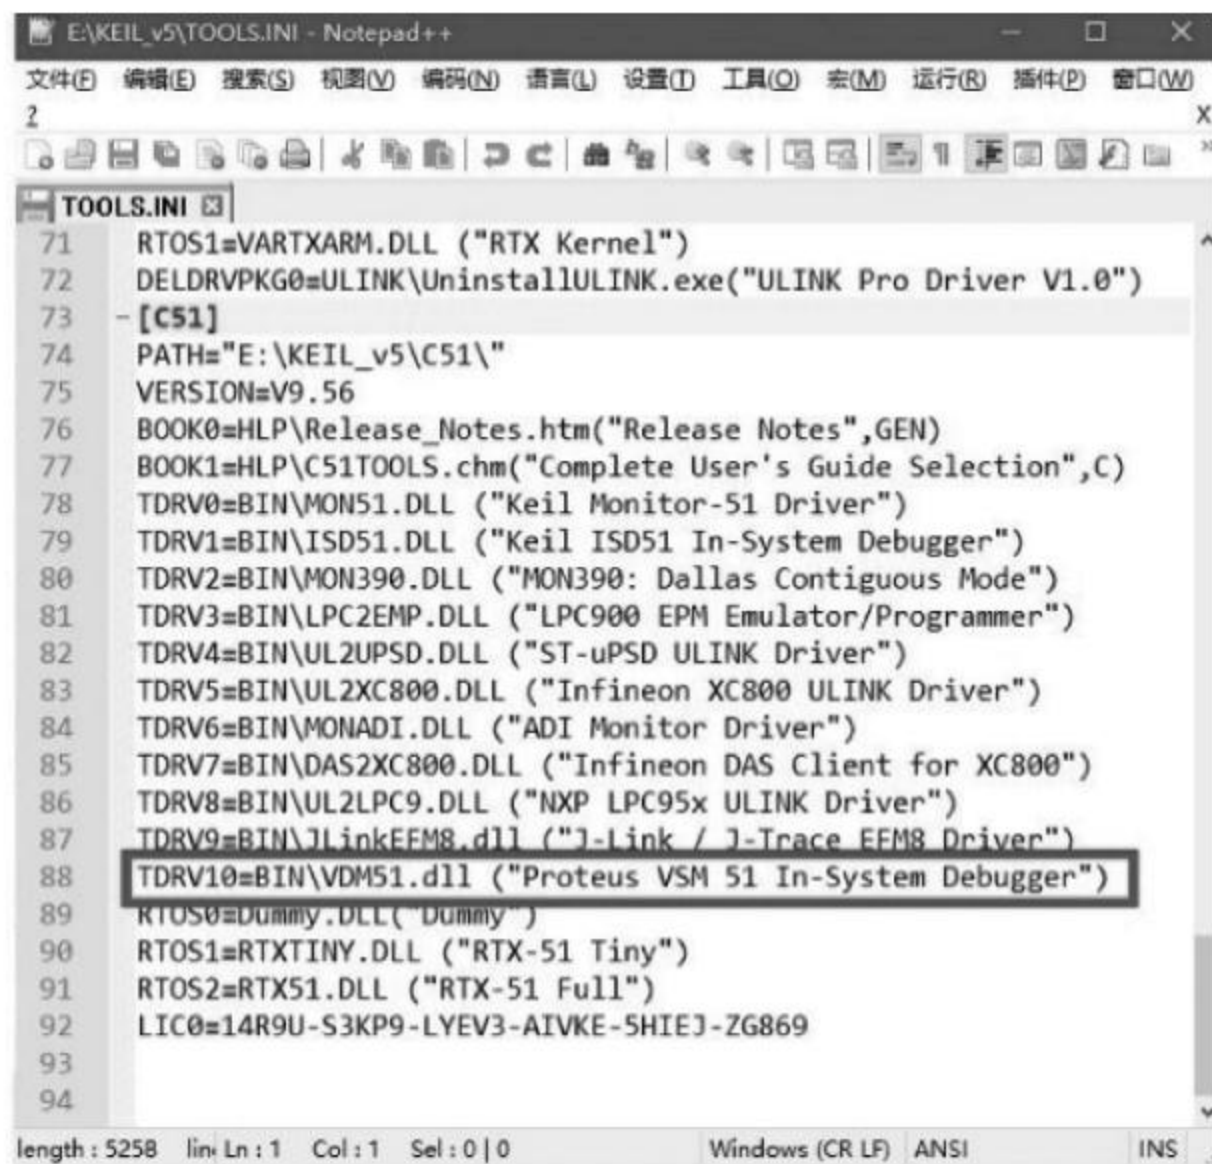 E:\KEIL_v5\TOOLS.INI - Notepad++
文件(F) 编辑(E) 搜索(S) 视图(V) 编码(N) 语言(L) 设置(T) 工具(O) 宏(M) 运行(R) 插件(P) 窗口(W)
? X
TOOLS.INI
71 RTOS1=VARTXARM.DLL ("RTX Kernel")
72 DELDRVPKG0=ULINK\UninstallULINK.exe("ULINK Pro Driver V1.0")
73 [C51]
74 PATH="E:\KEIL_v5\C51\"
75 VERSION=V9.56
76 BOOK0=HLP\Release_Notes.htm("Release Notes",GEN)
77 BOOK1=HLP\C51TOOLS.chm("Complete User's Guide Selection",C)
78 TDRV0=BIN\MON51.DLL ("Keil Monitor-51 Driver")
79 TDRV1=BIN\ISD51.DLL ("Keil ISD51 In-System Debugger")
80 TDRV2=BIN\MON390.DLL ("MON390: Dallas Contiguous Mode")
81 TDRV3=BIN\LPC2EMP.DLL ("LPC900 EPM Emulator/Programmer")
82 TDRV4=BIN\UL2UPSD.DLL ("ST-uPSD ULINK Driver")
83 TDRV5=BIN\UL2XC800.DLL ("Infineon XC800 ULINK Driver")
84 TDRV6=BIN\MONADI.DLL ("ADI Monitor Driver")
85 TDRV7=BIN\DAS2XC800.DLL ("Infineon DAS Client for XC800")
86 TDRV8=BIN\UL2LPC9.DLL ("NXP LPC95x ULINK Driver")
87 TDRV9=BIN\JLinkEFM8.dll ("J-Link / J-Trace EFM8 Driver")
88 TDRV10=BIN\VDM51.dll ("Proteus VSM 51 In-System Debugger")
89 RTOS0=Dummy.DLL("Dummy")
90 RTOS1=RTXTINY.DLL ("RTX-51 Tiny")
91 RTOS2=RTX51.DLL ("RTX-51 Full")
92 LIC0=14R9U-S3KP9-LYEV3-AIVKE-5HIEJ-ZG869
93
94
length : 5258 lin Ln : 1 Col : 1 Sel : 0 | 0 Windows (CR LF) ANSI INS